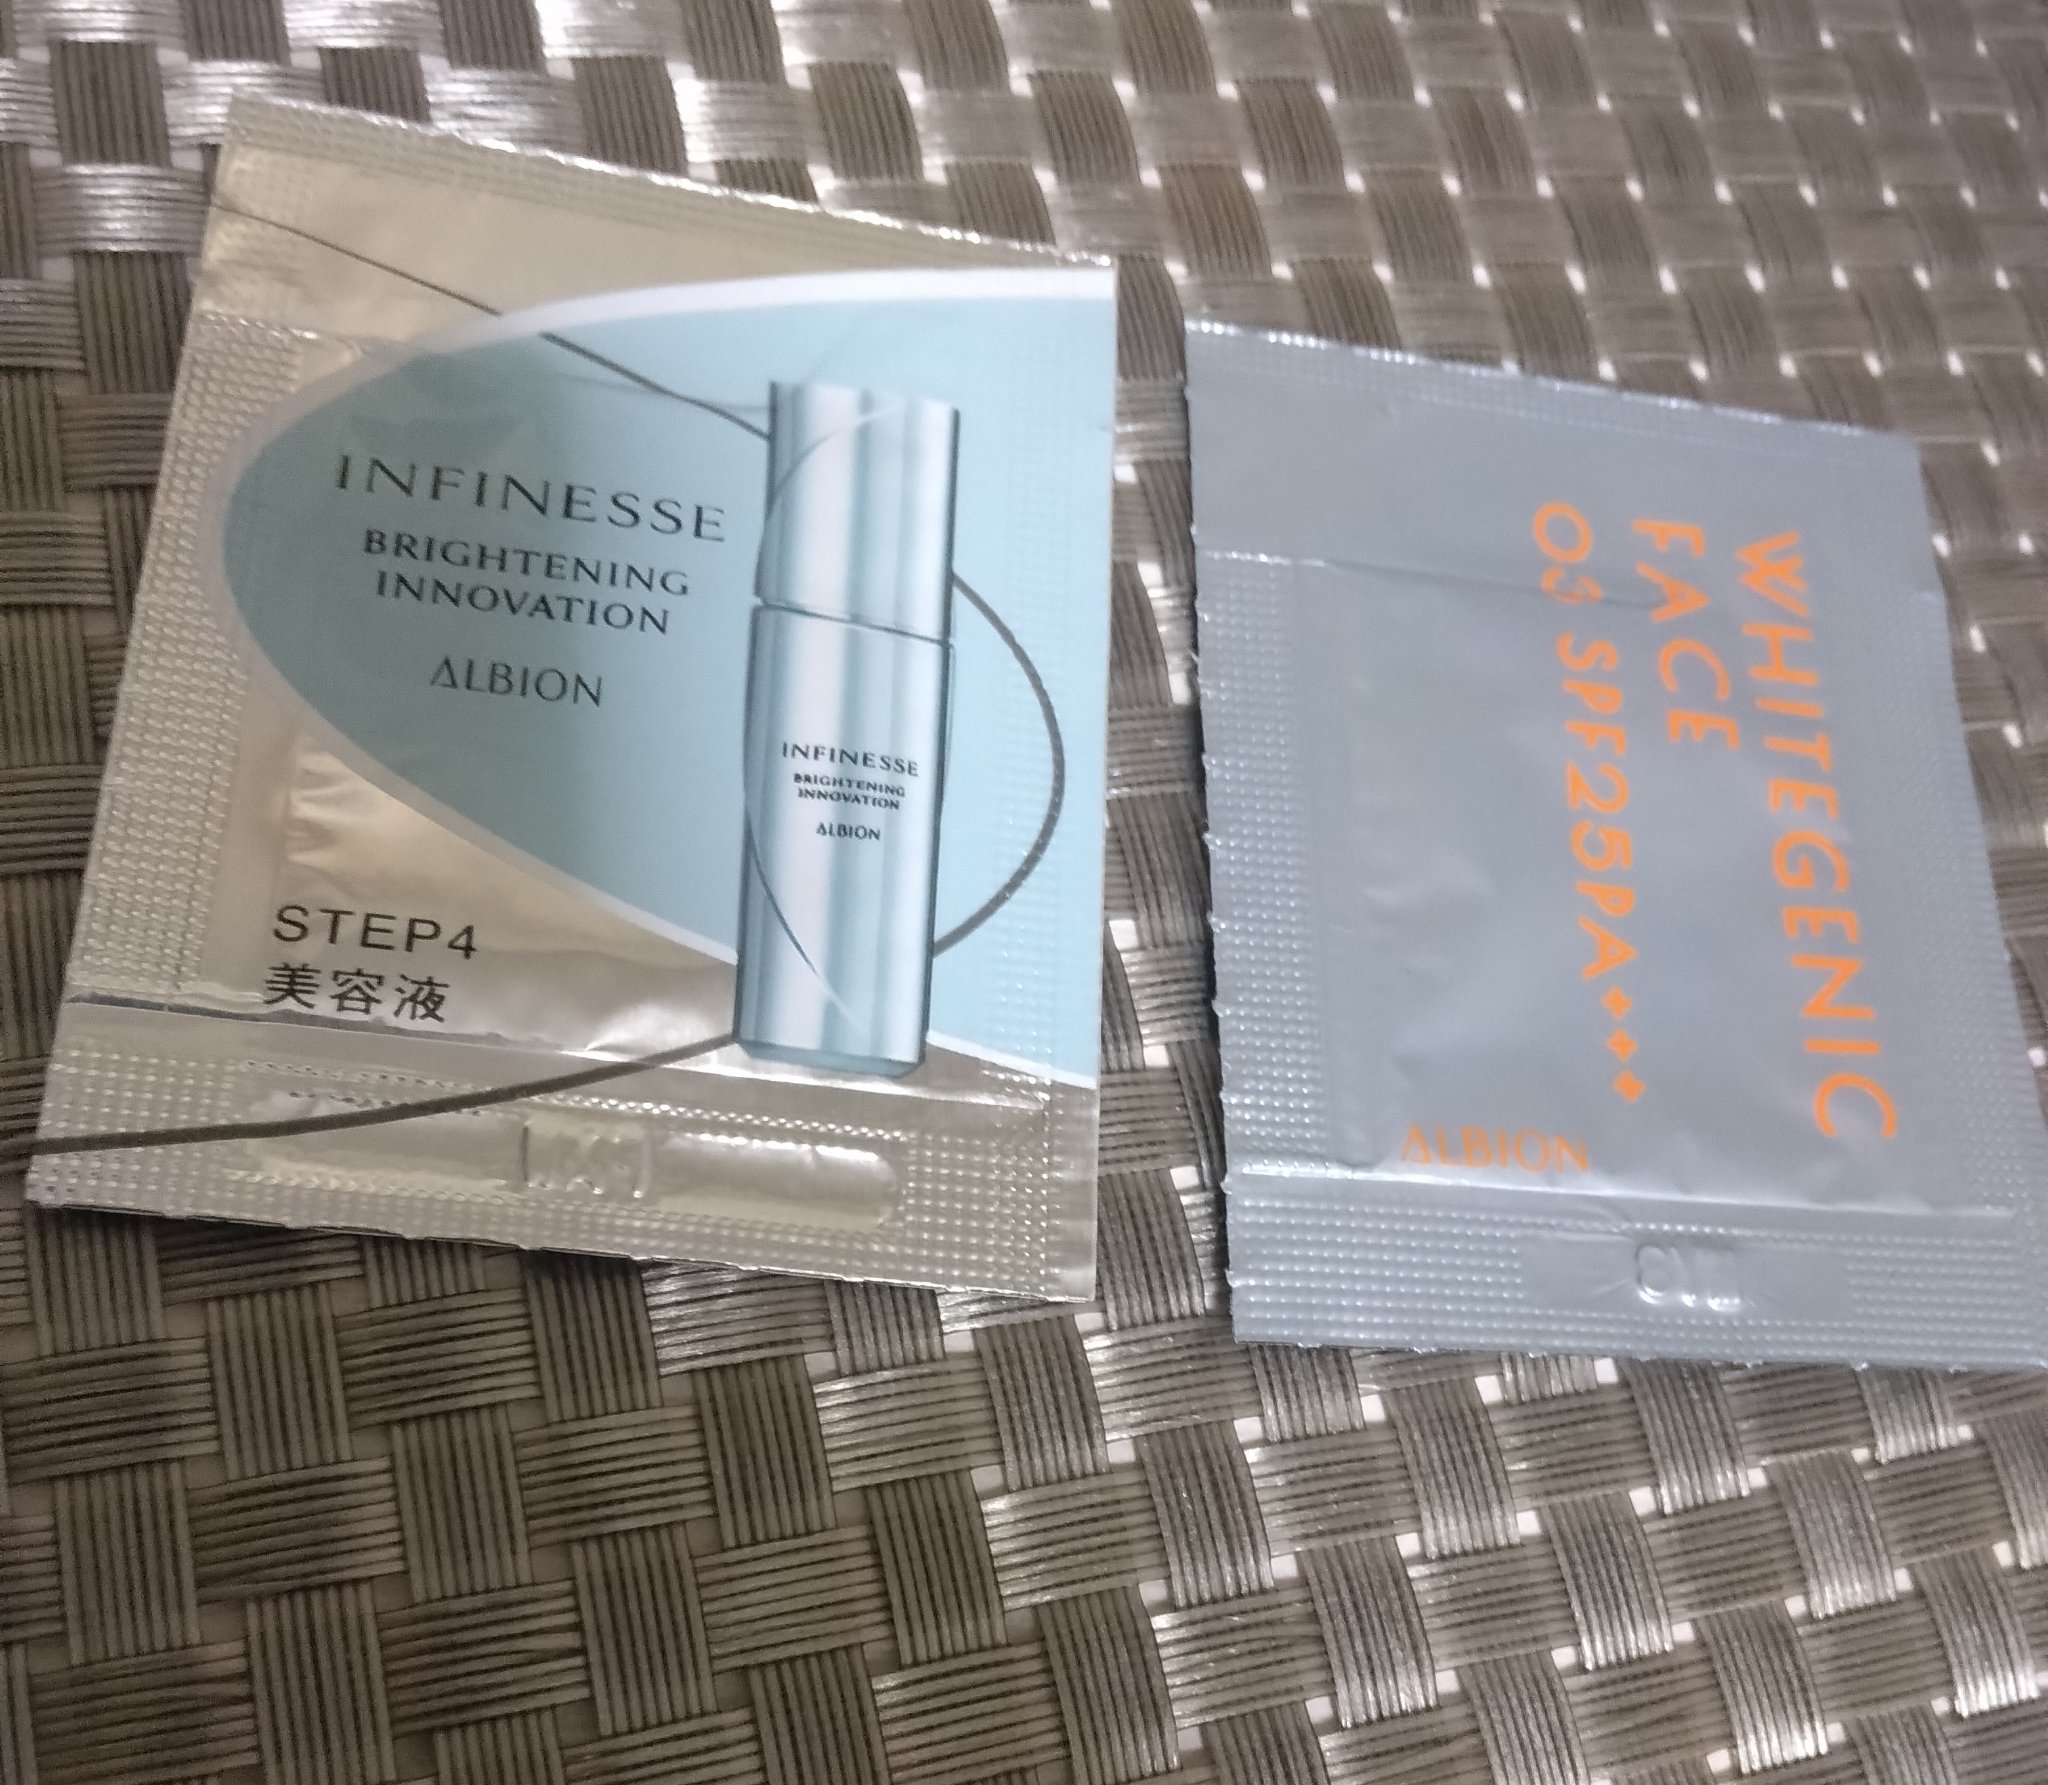 INFINESSE
BRIGHTENING
INNOVATION
ALBION
INFINESSE
BRIGHTENING
INNOVATION
ALBION
STEP4
美容液
WHITEGENIC
FACE
03 SPF25PA+++
ALBION